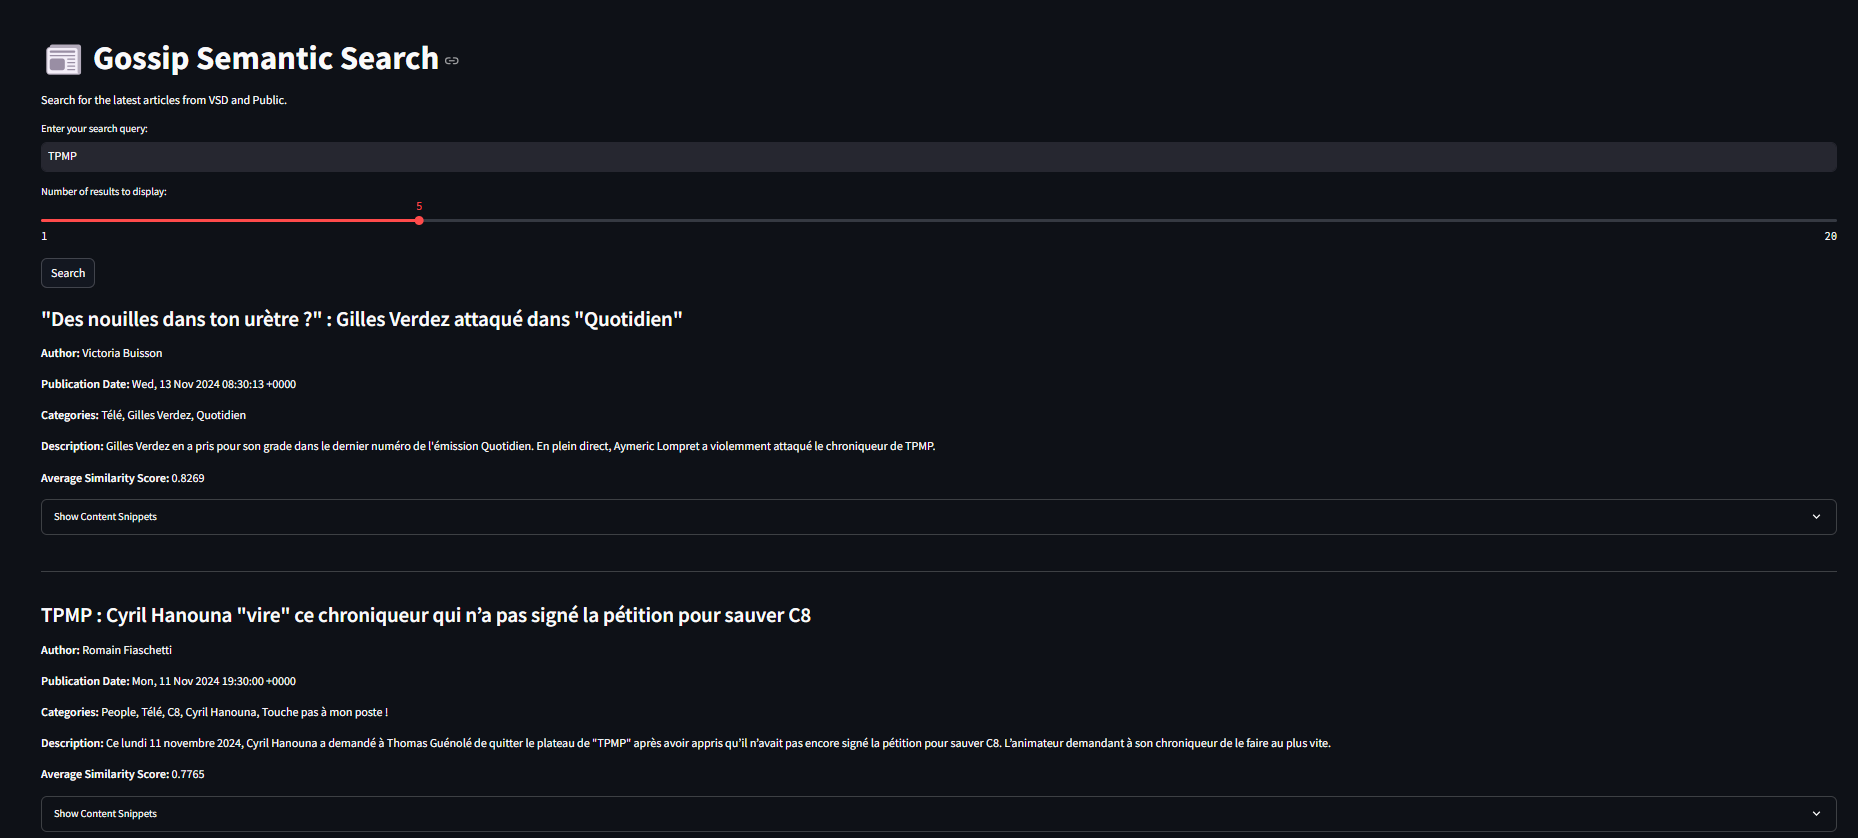 Gossip Semantic Search
Search for the latest articles from VSD and Public.
Enter your search query:
TPMP
Number of results to display:
5
1
20
Search
"Des nouilles dans ton urètre ?" : Gilles Verdez attaqué dans "Quotidien"
Author: Victoria Buisson
Publication Date: Wed, 13 Nov 2024 08:30:13 +0000
Categories: Télé, Gilles Verdez, Quotidien
Description: Gilles Verdez en a pris pour son grade dans le dernier numéro de l'émission Quotidien. En plein direct, Aymeric Lompret a violemment attaqué le chroniqueur de TPMP.
Average Similarity Score: 0.8269
Show Content Snippets
TPMP : Cyril Hanouna "vire" ce chroniqueur qui n’a pas signé la pétition pour sauver C8
Author: Romain Fiaschetti
Publication Date: Mon, 11 Nov 2024 19:30:00 +0000
Categories: People, Télé, C8, Cyril Hanouna, Touche pas à mon poste !
Description: Ce lundi 11 novembre 2024, Cyril Hanouna a demandé à Thomas Guénolé de quitter le plateau de "TPMP" après avoir appris qu’il n’avait pas encore signé la pétition pour sauver C8. L’animateur demandant à son chroniqueur de le faire au plus vite.
Average Similarity Score: 0.7765
Show Content Snippets